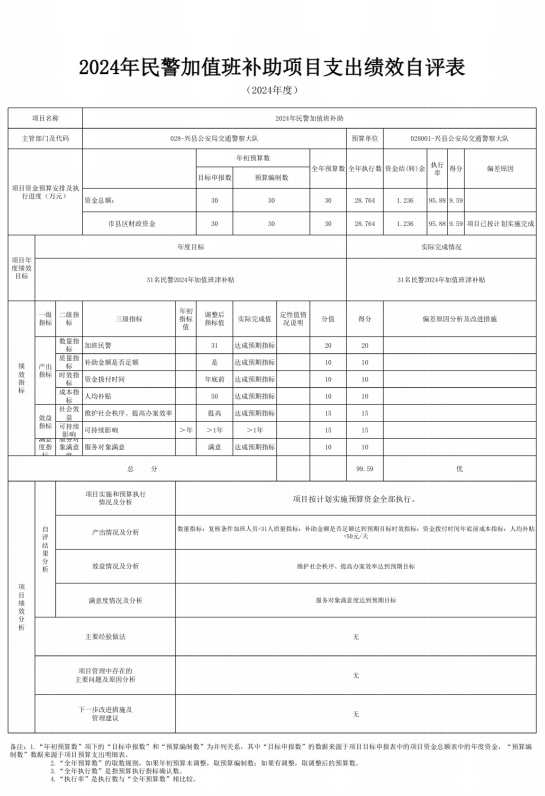 2024年民警加值班补助项目支出绩效自评表
（2024年度）
项目名称 2024年民警加值班补助
主管部门及代码 028-兴县公安局交通警察大队 预算单位 028001-兴县公安局交通警察大队
项目资金预算安排及执行进度（万元） 年初预算数 全年预算数 全年执行数 资金结(转)余 执行率 得分 偏差原因
目标申报数 预算编制数
资金总额: 30 30 30 28.764 1.236 95.88 9.59
市县区财政资金 30 30 30 28.764 1.236 95.88 9.59 项目已按计划实施完成
项目年度绩效目标 年度目标 实际完成情况
31名民警2024年加值班津补贴 31名民警2024年加值班津补贴
绩效指标 一级指标 二级指标 三级指标 年初指标值 调整后指标值 实际完成值 定性值情况说明 分值 得分 偏差原因分析及改进措施
产出指标 数量指标 加班民警 31 达成预期指标 20 20
质量指标 补助金额是否足额 是 达成预期指标 10 10
时效指标 资金拨付时间 年底前 达成预期指标 10 10
成本指标 人均补贴 50 达成预期指标 10 10
效益指标 社会效益 维护社会秩序、提高办案效率 提高 达成预期指标 15 15
可持续影响 可持续影响 ＞年 ＞1年 ＞1年 15 15
满意度指标 服务对象满意度 服务对象满意 满意 达成预期指标 10 10
总 分 99.59 优
项目绩效分析 自评结果分析 项目实施和预算执行情况及分析 项目按计划实施预算资金全部执行。
产出情况及分析 数量指标：复核条件加班人员=31人质量指标：补助金额是否足额达到预期目标时效指标：资金拨付时间年底前成本指标：人均补贴
=50元/天
效益情况及分析 维护社会秩序、提高办案效率达到预期目标
满意度情况及分析 服务对象满意度达到预期目标
主要经验做法 无
项目管理中存在的主要问题及原因分析 无
下一步改进措施及管理建议 无
备注：1.“年初预算数”项下的“目标申报数”和“预算编制数”为并列关系，其中“目标申报数”的数据来源于项目目标申报表中的项目资金总额表中的年度资金，“预算编
制数”数据来源于项目预算支出明细表。
2.“全年预算数”的取数规则，如果年初预算未调整，取预算编制数；如果有调整，取调整后的预算数。
3.“全年执行数”是指预算执行指标确认数。
4.“执行率”是执行数与“全年预算数”相比较。